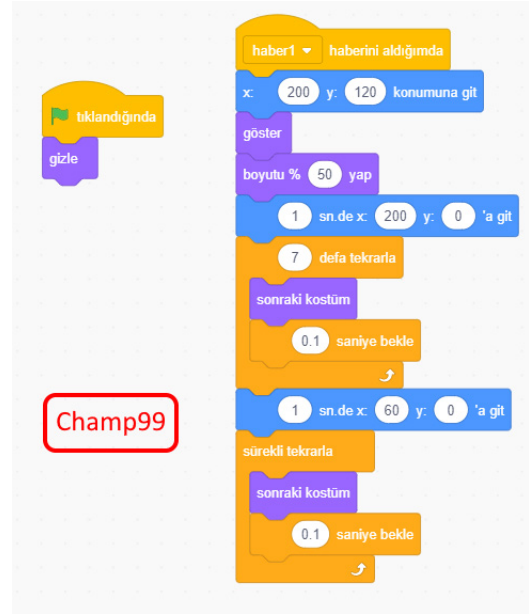 tıklandığında
gizle
haber1 haberini aldığımda
x: 200 y: 120 konumuna git
göster
boyutu % 50 yap
1 sn.de x: 200 y: 0 'a git
7 defa tekrarla
sonraki kostüm
0.1 saniye bekle
1 sn.de x: 60 y: 0 'a git
sürekli tekrarla
sonraki kostüm
0.1 saniye bekle
Champ99